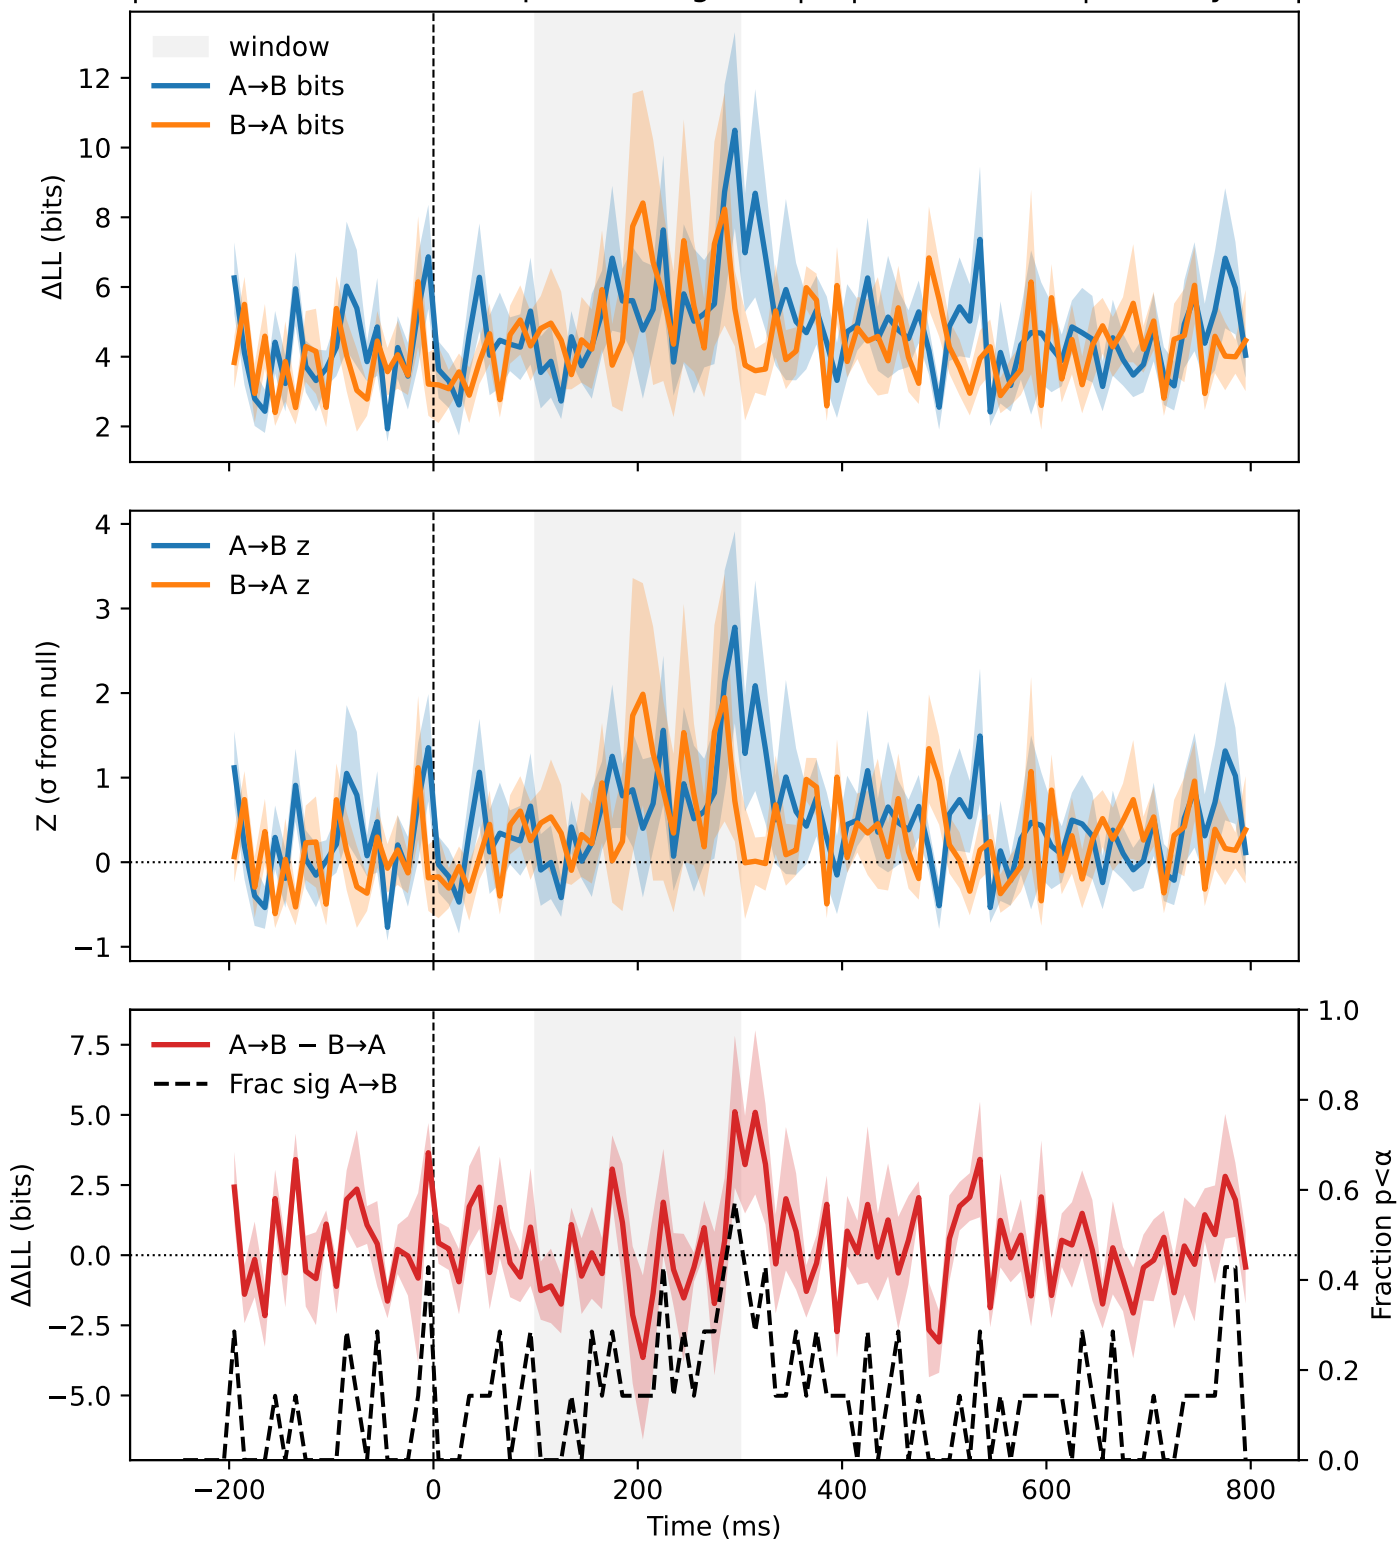 window
A→B bits
B→A bits
ΔLL (bits)
12
10
8
6
4
2
A→B z
B→A z
Z (σ from null)
4
3
2
1
0
−1
A→B − B→A
Frac sig A→B
ΔΔLL (bits)
7.5
5.0
2.5
0.0
−2.5
−5.0
1.0
0.8
0.6
0.4
0.2
0.0
Fraction p<α
−200
0
200
400
600
800
Time (ms)